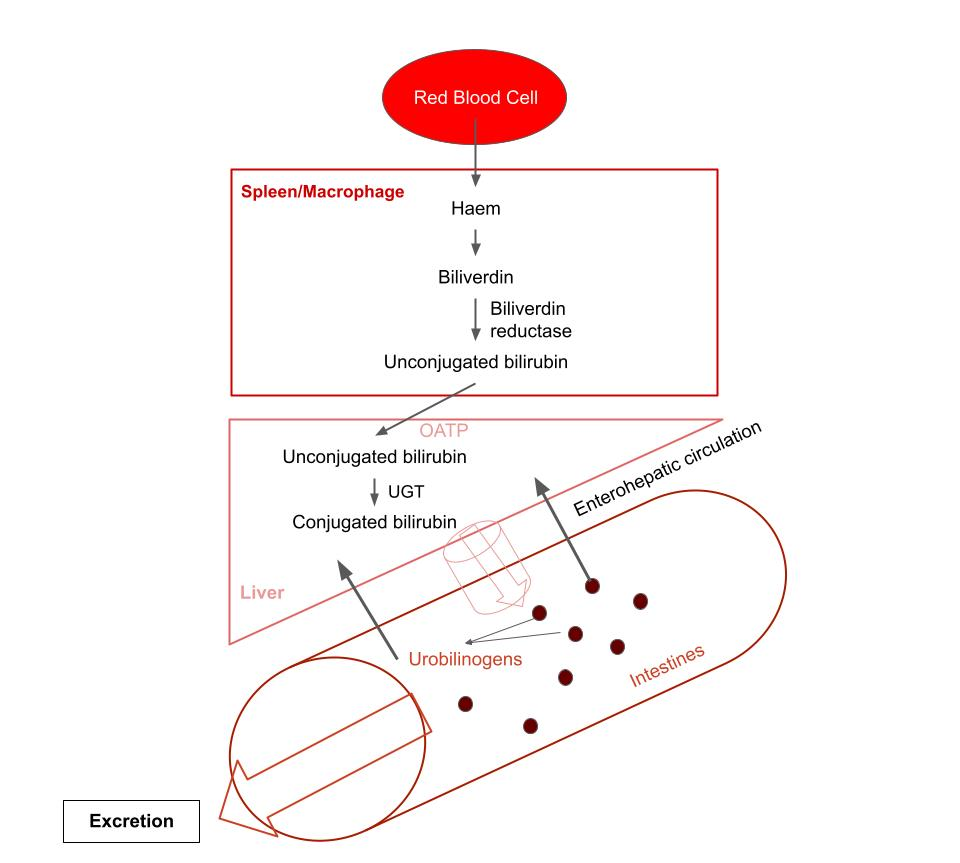 Red Blood Cell
Spleen/Macrophage
Haem
Biliverdin
Biliverdin
reductase
Unconjugated bilirubin
OATP
Enterohepatic circulation
Unconjugated bilirubin
UGT
Conjugated bilirubin
Liver
Urobilinogens
Intestines
Excretion